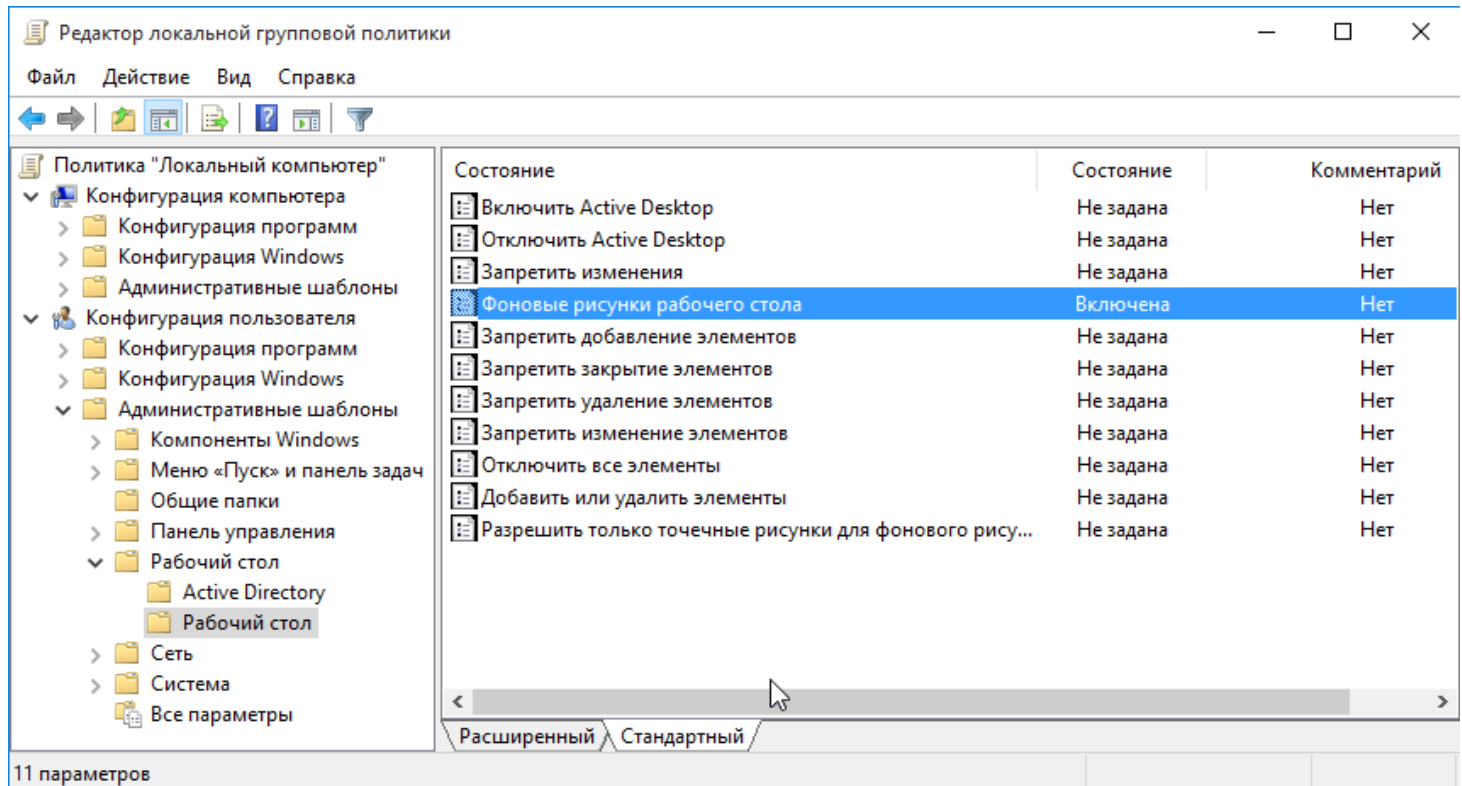 Редактор локальной групповой политики
Файл Действие Вид Справка
Политика "Локальный компьютер"
Конфигурация компьютера
Конфигурация программ
Конфигурация Windows
Административные шаблоны
Конфигурация пользователя
Конфигурация программ
Конфигурация Windows
Административные шаблоны
Компоненты Windows
Меню «Пуск» и панель задач
Общие папки
Панель управления
Рабочий стол
Active Directory
Рабочий стол
Сеть
Система
Все параметры
Состояние Состояние Комментарий
Включить Active Desktop Не задана Нет
Отключить Active Desktop Не задана Нет
Запретить изменения Не задана Нет
Фоновые рисунки рабочего стола Включена Нет
Запретить добавление элементов Не задана Нет
Запретить закрытие элементов Не задана Нет
Запретить удаление элементов Не задана Нет
Запретить изменение элементов Не задана Нет
Отключить все элементы Не задана Нет
Добавить или удалить элементы Не задана Нет
Разрешить только точечные рисунки для фонового рису... Не задана Нет
Расширенный Стандартный
11 параметров